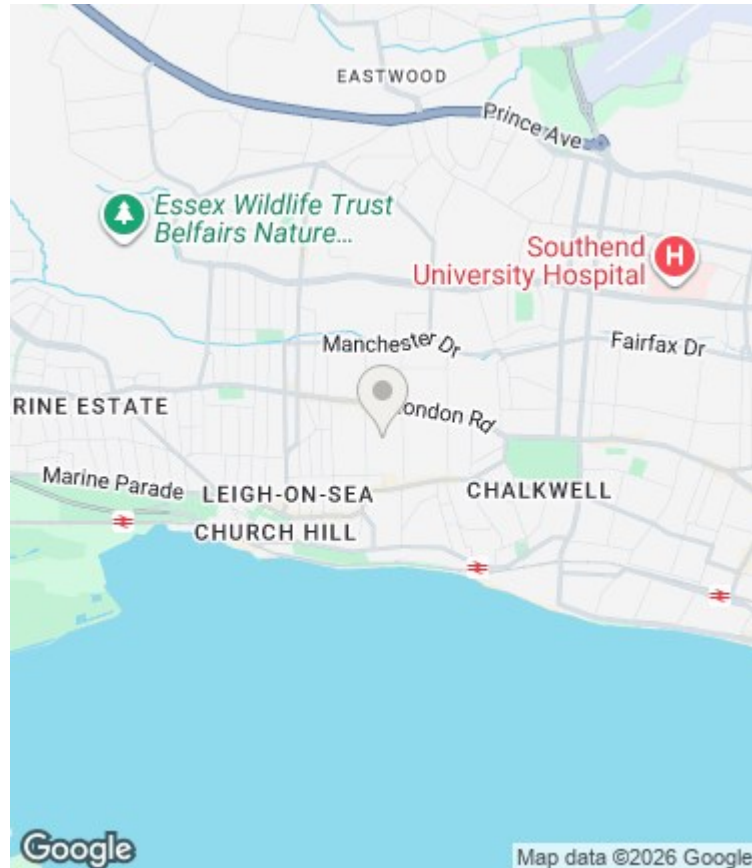 EASTWOOD
Prince Ave
Essex Wildlife Trust
Belfairs Nature...
Southend
University Hospital
H
Manchester Dr
Fairfax Dr
RINE ESTATE
London Rd
Marine Parade
LEIGH-ON-SEA
CHALKWELL
CHURCH HILL
Google
Map data ©2026 Google